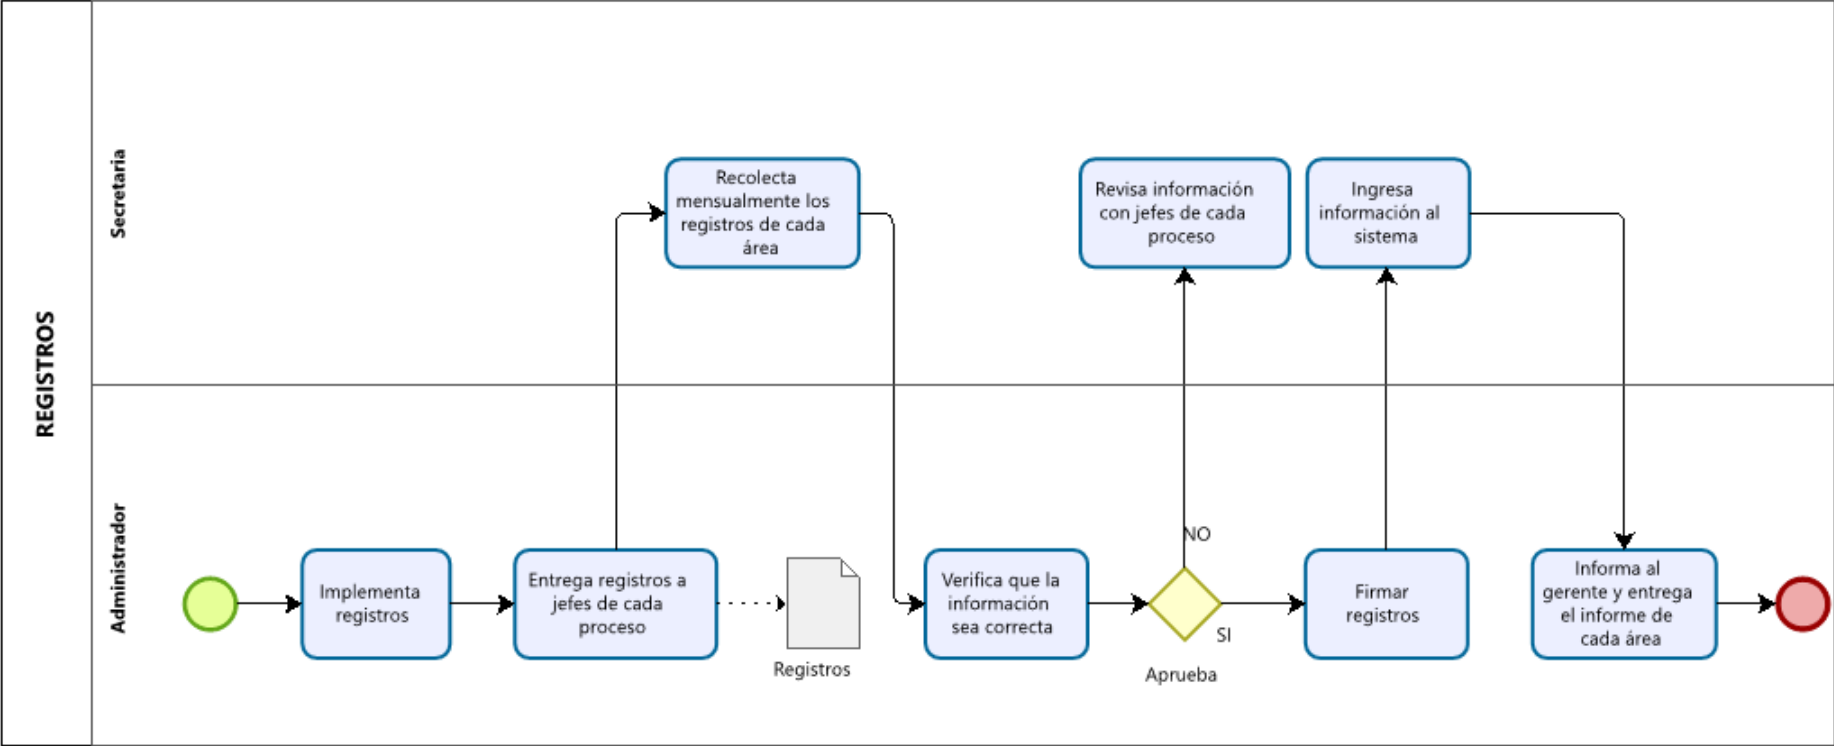 REGISTROS
Secretaria
Recolecta
mensualmente los
registros de cada
área
Revisa información
con jefes de cada
proceso
Ingresa
información al
sistema
Administrador
Implementa
registros
Entrega registros a
jefes de cada
proceso
Registros
Verifica que la
información
sea correcta
NO
SI
Aprueba
Firmar
registros
Informa al
gerente y entrega
el informe de
cada área